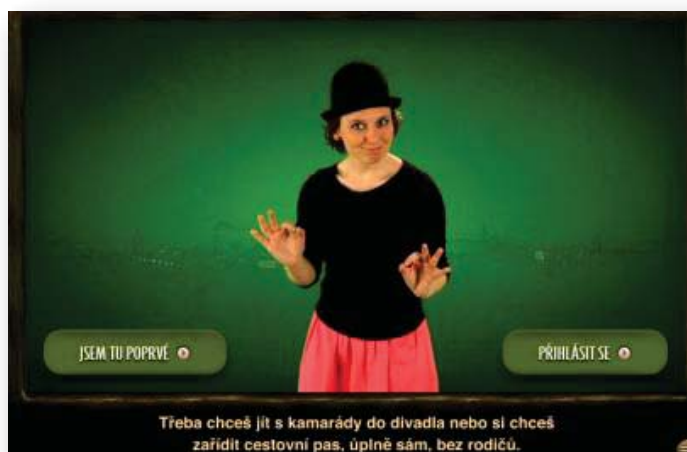 JSEM TU POPRVÉ
PŘIHLÁSIT SE
Třeba chceš jít s kamarády do divadla nebo si chceš
zařídit cestovní pas, úplně sám, bez rodičů.